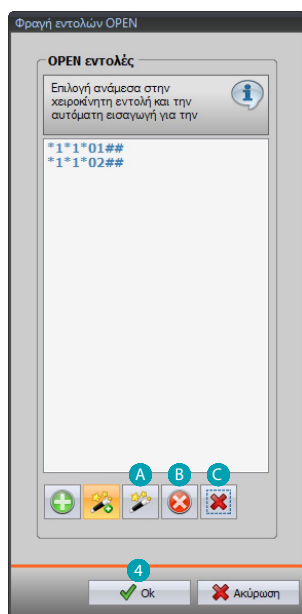 Φραγή εντολών OPEN
OPEN εντολές
Επιλογή ανάμεσα στην
χειροκίνητη εντολή και την
αυτόματη εισαγωγή για την
*1*1*01##
*1*1*02##
A B C
4
Ok Ακύρωση